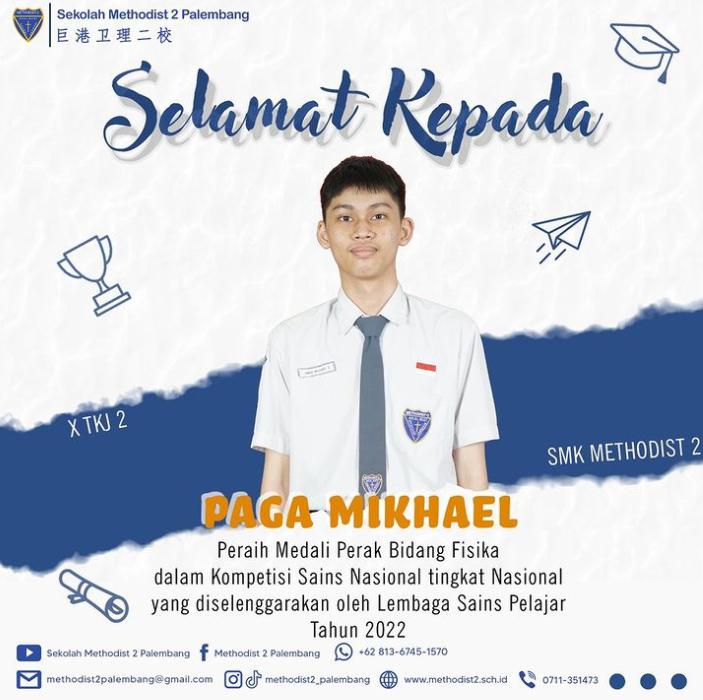 Sekolah Methodist 2 Palembang
巨港卫理二校
Selamat Kepada
X TKJ 2
SMK METHODIST 2
PAGA MIKHAEL
Peraih Medali Perak Bidang Fisika
dalam Kompetisi Sains Nasional tingkat Nasional
yang diselenggarakan oleh Lembaga Sains Pelajar
Tahun 2022
Sekolah Methodist 2 Palembang Methodist 2 Palembang +62 813-6745-1570
methodist2palembang@gmail.com methodist2_palembang www.methodist2.sch.id 0711-351473